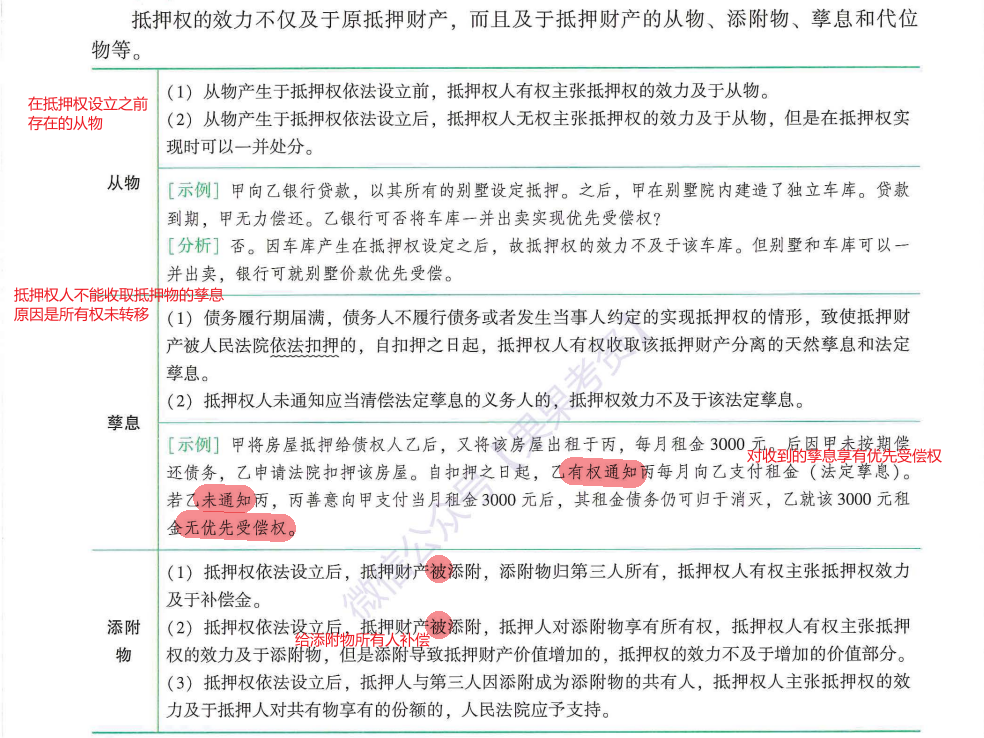 抵押权的效力不仅及于原抵押财产，而且及于抵押财产的从物、添附物、孳息和代位
物等。
在抵押权设立之前
存在的从物
从物
（1）从物产生于抵押权依法设立前，抵押权人有权主张抵押权的效力及于从物。
（2）从物产生于抵押权依法设立后，抵押权人无权主张抵押权的效力及于从物，但是在抵押权实
现时可以一并处分。
[示例] 甲向乙银行贷款，以其所有的别墅设定抵押。之后，甲在别墅院内建造了独立车库。贷款
到期，甲无力偿还。乙银行可否将车库一并出卖实现优先受偿权？
[分析] 否。因车库产生在抵押权设定之后，故抵押权的效力不及于该车库。但别墅和车库可以一
并出卖，银行可就别墅价款优先受偿。
抵押权人不能收取抵押物的孳息
原因是所有权未转移
孳息
（1）债务履行期届满，债务人不履行债务或者发生当事人约定的实现抵押权的情形，致使抵押财
产被人民法院依法扣押的，自扣押之日起，抵押权人有权收取该抵押财产分离的天然孳息和法定
孳息。
（2）抵押权人未通知应当清偿法定孳息的义务人的，抵押权效力不及于该法定孳息。
[示例] 甲将房屋抵押给债权人乙后，又将该房屋出租于丙，每月租金 3000 元。后因甲未按期偿
对收到的孳息享有优先受偿权
还债务，乙申请法院扣押该房屋。自扣押之日起，乙有权通知丙每月向乙支付租金（法定孳息）。
若乙未通知丙，丙善意向甲支付当月租金 3000 元后，其租金债务仍可归于消灭，乙就该 3000 元租
金无优先受偿权。
添附
物
（1）抵押权依法设立后，抵押财产被添附，添附物归第三人所有，抵押权人有权主张抵押权效力
及于补偿金。
（2）抵押权依法设立后，抵押财产被添附，抵押人对添附物享有所有权，抵押权人有权主张抵押
给添附物所有人补偿
权的效力及于添附物，但是添附导致抵押财产价值增加的，抵押权的效力不及于增加的价值部分。
（3）抵押权依法设立后，抵押人与第三人因添附成为添附物的共有人，抵押权人主张抵押权的效
力及于抵押人对共有物享有的份额的，人民法院应予支持。
微信公众号【果果考资】